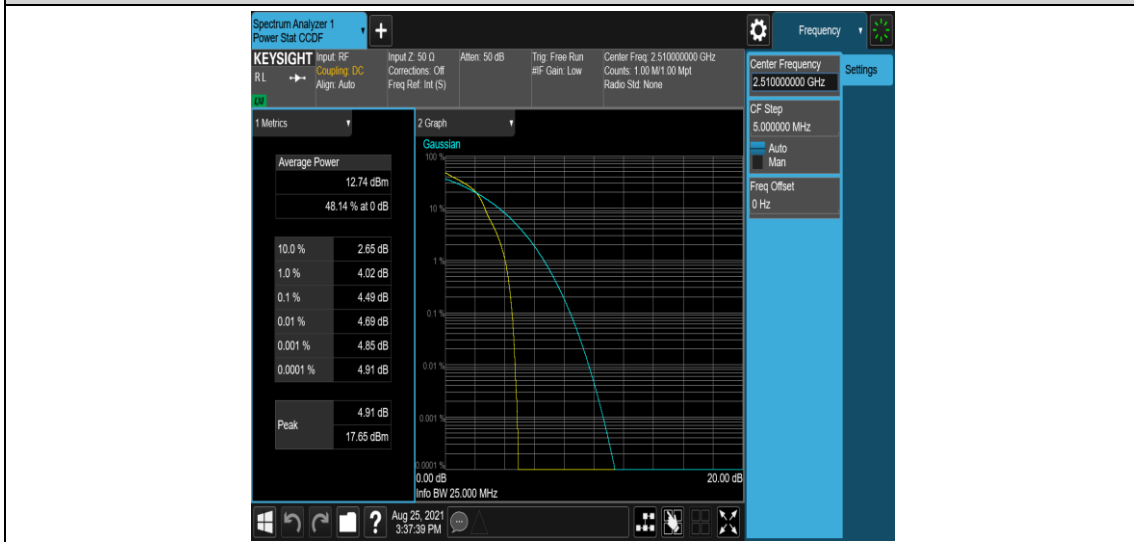 Spectrum Analyzer 1
Power Stat CCDF
+
Frequency
KEYSIGHT
RL
LXI
Input: RF
Coupling: DC
Align: Auto
Input Z: 50 Ω
Corrections: Off
Freq Ref: Int (S)
Atten: 50 dB
Trig: Free Run
#IF Gain: Low
Center Freq: 2.510000000 GHz
Counts: 1.00 M/1.00 Mpt
Radio Std: None
Center Frequency
2.510000000 GHz
Settings
CF Step
5.000000 MHz
Auto
Man
Freq Offset
0 Hz
1 Metrics
Average Power
12.74 dBm
48.14 % at 0 dB
10.0 % 2.65 dB
1.0 % 4.02 dB
0.1 % 4.49 dB
0.01 % 4.69 dB
0.001 % 4.85 dB
0.0001 % 4.91 dB
Peak
4.91 dB
17.65 dBm
2 Graph
Gaussian
100 %
10 %
1 %
0.1 %
0.01 %
0.001 %
0.0001 %
0.00 dB 20.00 dB
Info BW 25.000 MHz
?
Aug 25, 2021
3:37:39 PM